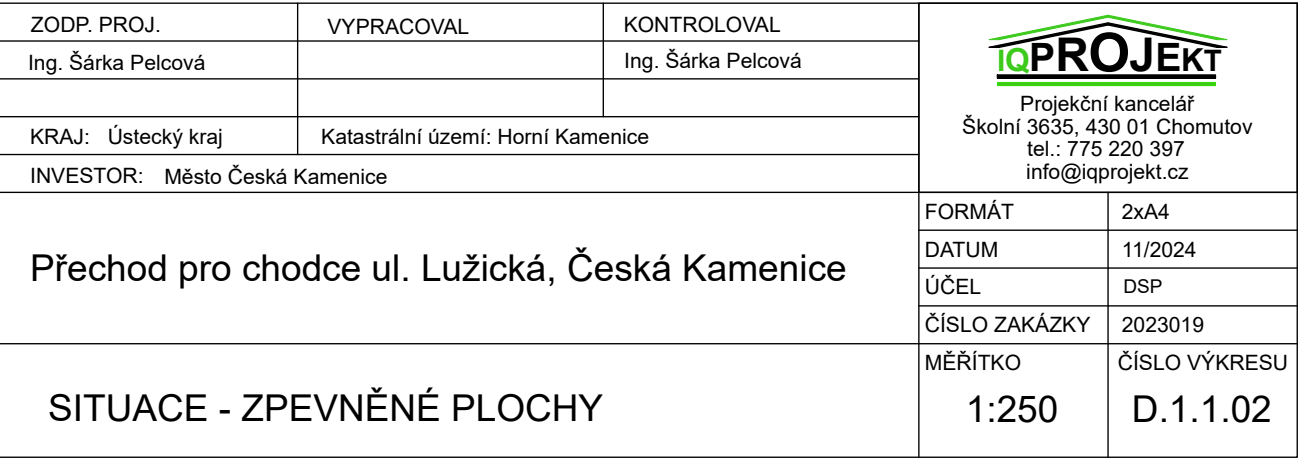 ZODP. PROJ. VYPRACOVAL KONTROLOVAL
Ing. Šárka Pelcová Ing. Šárka Pelcová
KRAJ: Ústecký kraj Katastrální území: Horní Kamenice
INVESTOR: Město Česká Kamenice
IQPROJEKT
Projekční kancelář
Školní 3635, 430 01 Chomutov
tel.: 775 220 397
info@iqprojekt.cz
Přechod pro chodce ul. Lužická, Česká Kamenice
FORMÁT 2xA4
DATUM 11/2024
ÚČEL DSP
ČÍSLO ZAKÁZKY 2023019
SITUACE - ZPEVNĚNÉ PLOCHY
MĚŘÍTKO ČÍSLO VÝKRESU
1:250 D.1.1.02